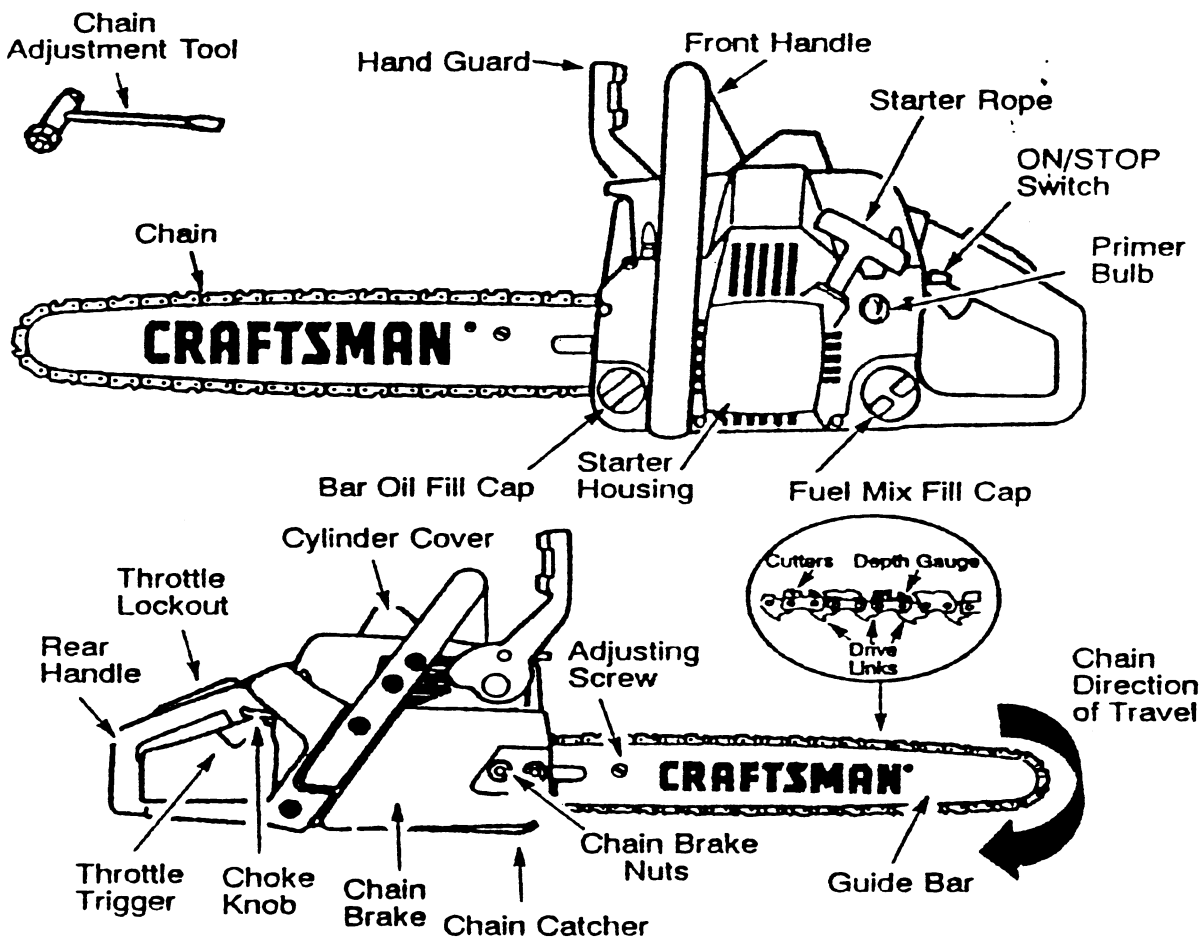 Chain
Adjustment Tool
Hand Guard
Front Handle
Starter Rope
ON/STOP
Switch
Primer
Bulb
Chain
CRAFTSMAN
Bar Oil Fill Cap
Starter
Housing
Fuel Mix Fill Cap
Cylinder Cover
Throttle
Lockout
Rear
Handle
Adjusting
Screw
Cutters
Depth Gauge
Drive
Links
Chain
Direction
of Travel
CRAFTSMAN
Throttle
Trigger
Choke
Knob
Chain
Brake
Chain Catcher
Chain Brake
Nuts
Guide Bar